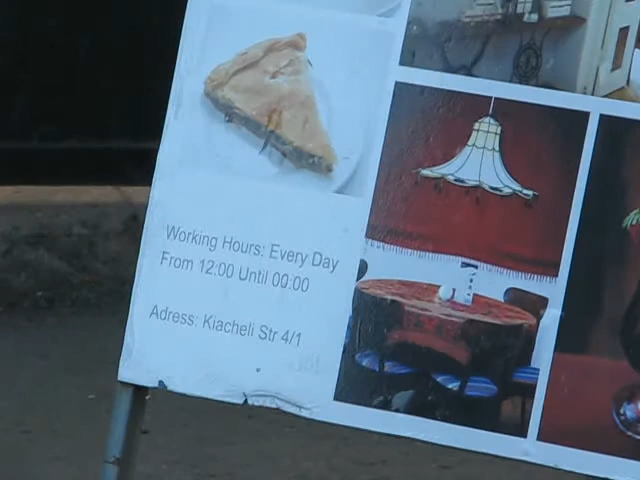 Working Hours: Every Day
From 12:00 Until 00:00
Adress: Kiacheli Str 4/1